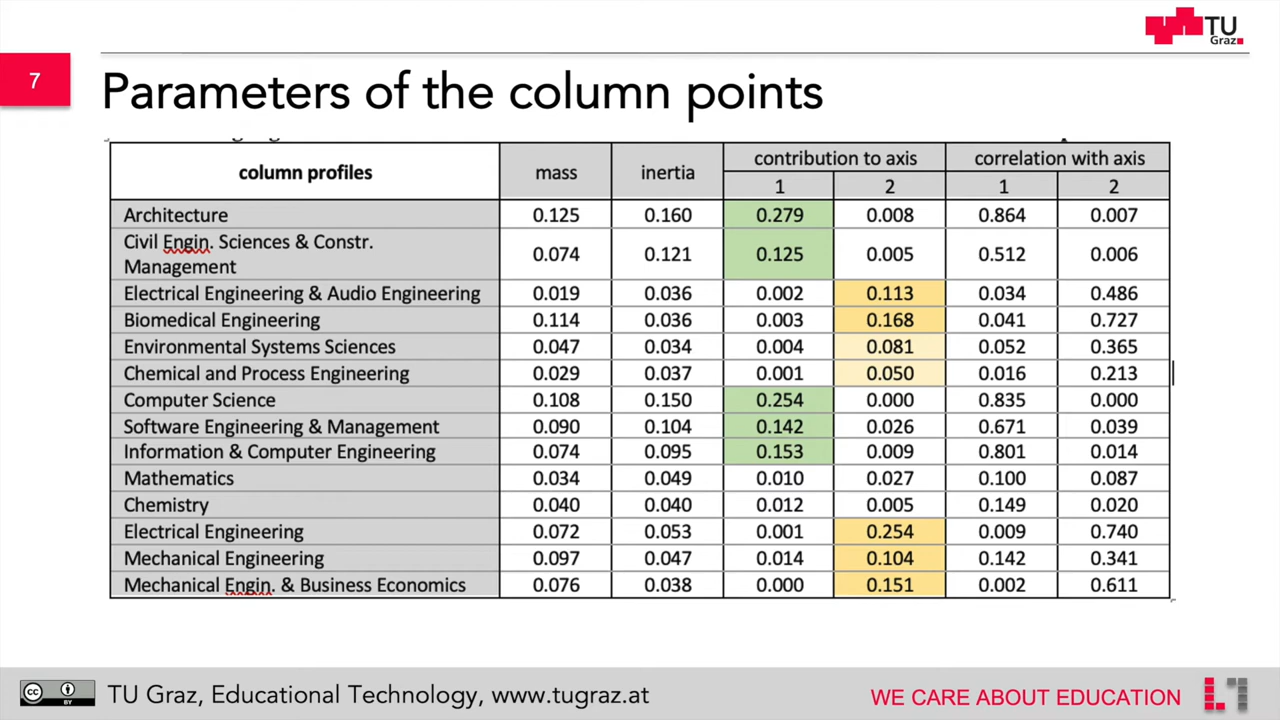 TU
Graz
7
Parameters of the column points
column profiles mass inertia contribution to axis correlation with axis
1 2 1 2
Architecture 0.125 0.160 0.279 0.008 0.864 0.007
Civil Engin. Sciences & Constr.
Management 0.074 0.121 0.125 0.005 0.512 0.006
Electrical Engineering & Audio Engineering 0.019 0.036 0.002 0.113 0.034 0.486
Biomedical Engineering 0.114 0.036 0.003 0.168 0.041 0.727
Environmental Systems Sciences 0.047 0.034 0.004 0.081 0.052 0.365
Chemical and Process Engineering 0.029 0.037 0.001 0.050 0.016 0.213
Computer Science 0.108 0.150 0.254 0.000 0.835 0.000
Software Engineering & Management 0.090 0.104 0.142 0.026 0.671 0.039
Information & Computer Engineering 0.074 0.095 0.153 0.009 0.801 0.014
Mathematics 0.034 0.049 0.010 0.027 0.100 0.087
Chemistry 0.040 0.040 0.012 0.005 0.149 0.020
Electrical Engineering 0.072 0.053 0.001 0.254 0.009 0.740
Mechanical Engineering 0.097 0.047 0.014 0.104 0.142 0.341
Mechanical Engin. & Business Economics 0.076 0.038 0.000 0.151 0.002 0.611
cc BY
TU Graz, Educational Technology, www.tugraz.at
WE CARE ABOUT EDUCATION